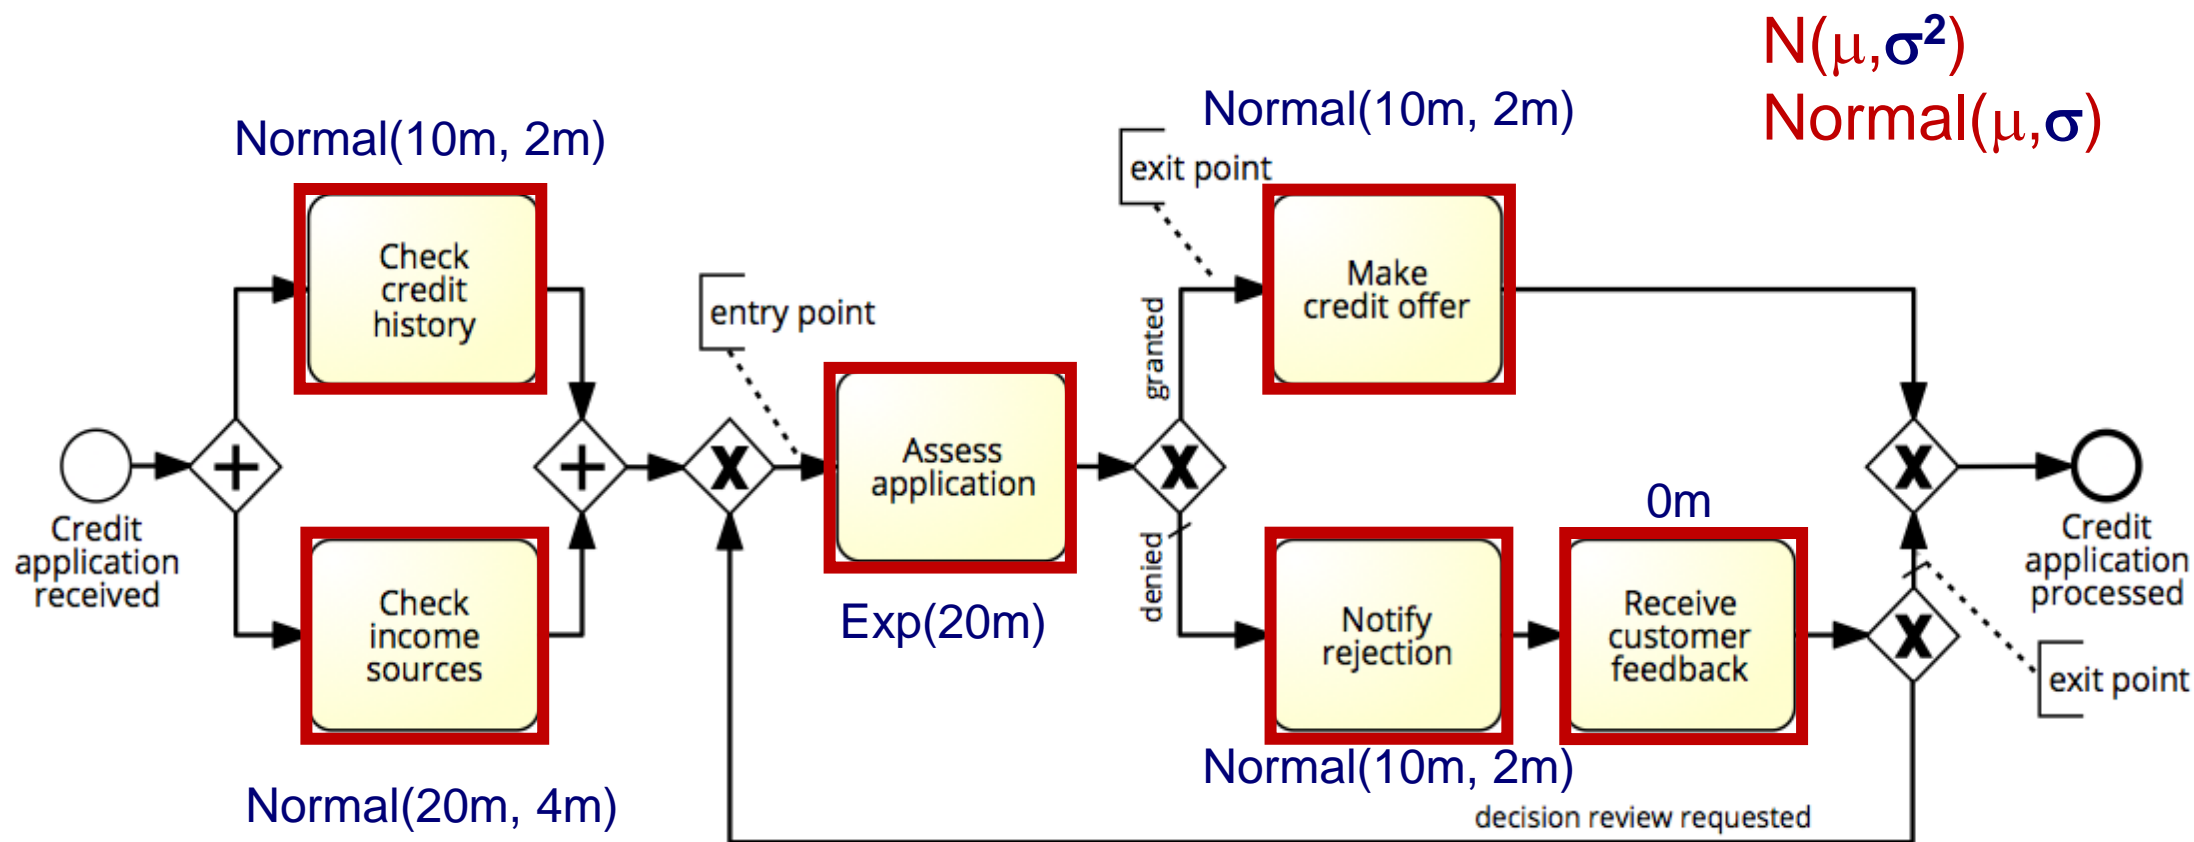 N(μ,σ²)
Normal(μ,σ)
Normal(10m, 2m)
Normal(10m, 2m)
exit point
Check
credit
history
Make
credit offer
entry point
granted
Assess
application
Credit
application
received
denied
0m
Credit
application
processed
Check
income
sources
Exp(20m)
Notify
rejection
Receive
customer
feedback
exit point
Normal(20m, 4m)
Normal(10m, 2m)
decision review requested